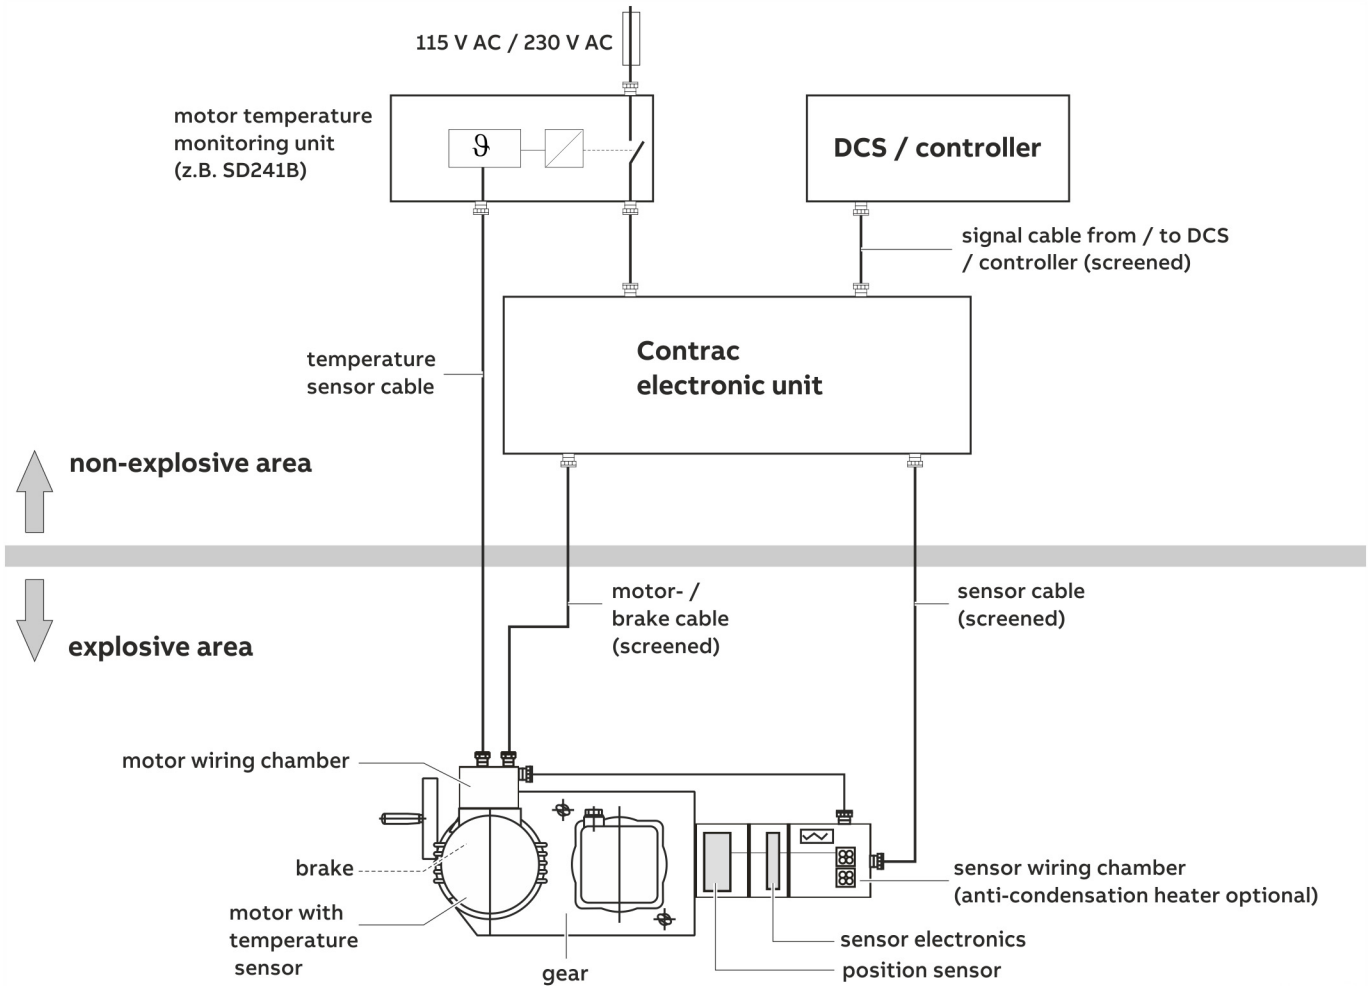 115 V AC / 230 V AC
motor temperature
monitoring unit
(z.B. SD241B)
ϑ
DCS / controller
signal cable from / to DCS
/ controller (screened)
Contrac
electronic unit
temperature
sensor cable
non-explosive area
explosive area
motor- /
brake cable
(screened)
sensor cable
(screened)
motor wiring chamber
brake
motor with
temperature
sensor
gear
sensor wiring chamber
(anti-condensation heater optional)
sensor electronics
position sensor